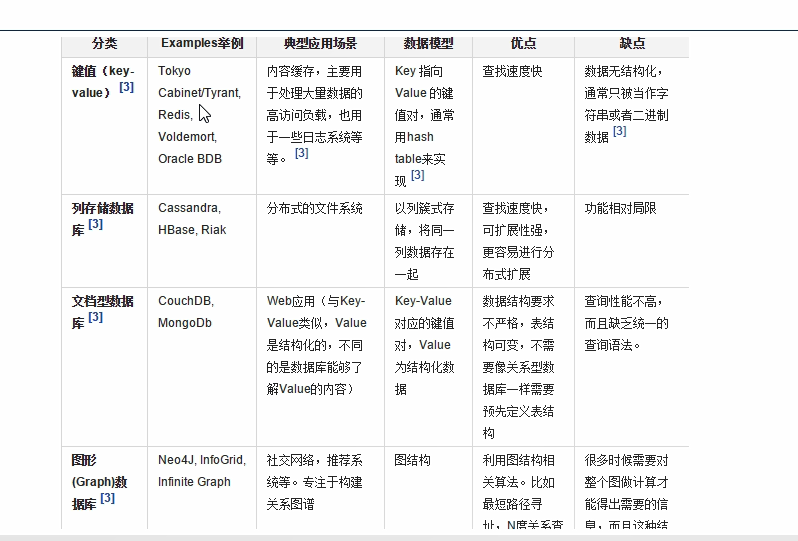 分类
Examples举例
典型应用场景
数据模型
优点
缺点
键值（key-
value） [3]
Tokyo
Cabinet/Tyrant,
Redis,
Voldemort,
Oracle BDB
内容缓存，主要用
于处理大量数据的
高访问负载，也用
于一些日志系统等
等。 [3]
Key 指向
Value 的键
值对，通常
用hash
table来实
现 [3]
查找速度快
数据无结构化，
通常只被当作字
符串或者二进制
数据 [3]
列存储数据
库 [3]
Cassandra,
HBase, Riak
分布式的文件系统
以列簇式存
储，将同一
列数据存在
一起
查找速度快，
可扩展性强，
更容易进行分
布式扩展
功能相对局限
文档型数据
库 [3]
CouchDB,
MongoDb
Web应用（与Key-
Value类似，Value
是结构化的，不同
的是数据库能够了
解Value的内容）
Key-Value
对应的键值
对，Value
为结构化数
据
数据结构要求
不严格，表结
构可变，不需
要像关系型数
据库一样需要
预先定义表结
构
查询性能不高，
而且缺乏统一的
查询语法。
图形
(Graph)数
据库 [3]
Neo4J, InfoGrid,
Infinite Graph
社交网络，推荐系
统等。专注于构建
关系图谱
图结构
利用图结构相
关算法。比如
最短路径寻
址，N度关系查
很多时候需要对
整个图做计算才
能得出需要的信
息，而且这种结